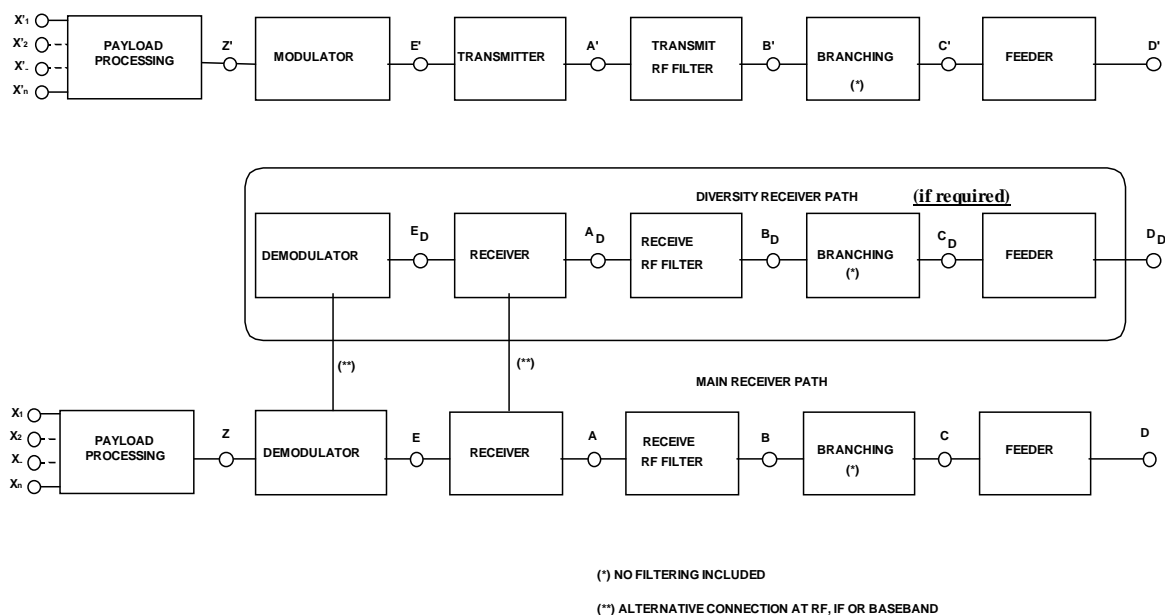 X'1
X'2
X'-
X'n
PAYLOAD
PROCESSING
Z'
MODULATOR
E'
TRANSMITTER
A'
TRANSMIT
RF FILTER
B'
BRANCHING
(*)
C'
FEEDER
D'
DIVERSITY RECEIVER PATH (if required)
DEMODULATOR
ED
RECEIVER
AD
RECEIVE
RF FILTER
BD
BRANCHING
(*)
CD
FEEDER
DD
(**)
(**)
MAIN RECEIVER PATH
X1
X2
X-
Xn
PAYLOAD
PROCESSING
Z
DEMODULATOR
E
RECEIVER
A
RECEIVE
RF FILTER
B
BRANCHING
(*)
C
FEEDER
D
(*) NO FILTERING INCLUDED
(**) ALTERNATIVE CONNECTION AT RF, IF OR BASEBAND